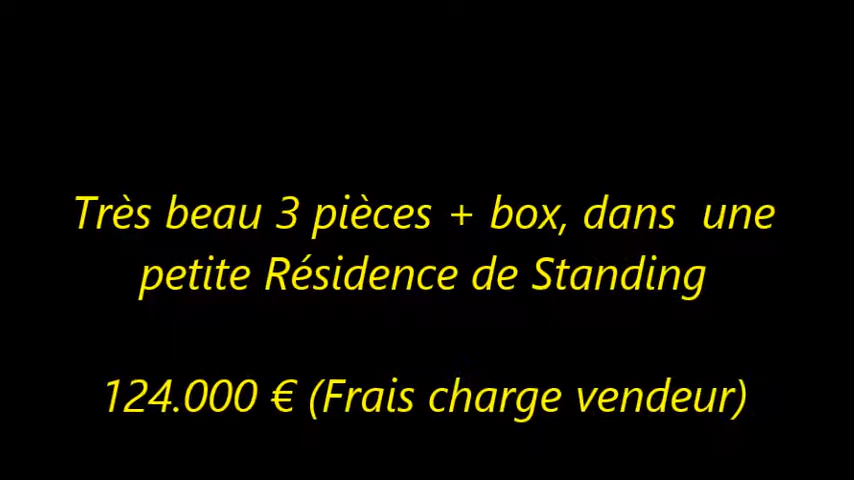 Très beau 3 pièces + box, dans  une
petite Résidence de Standing
124.000 € (Frais charge vendeur)